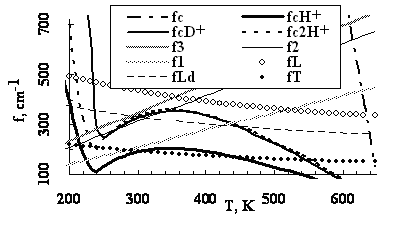 fc fcH+
fcD+ fc2H+
f3 f2
f1 fL
fLd fT
f, cm-1
700
500
300
100
200 300 400 500 600
T, K